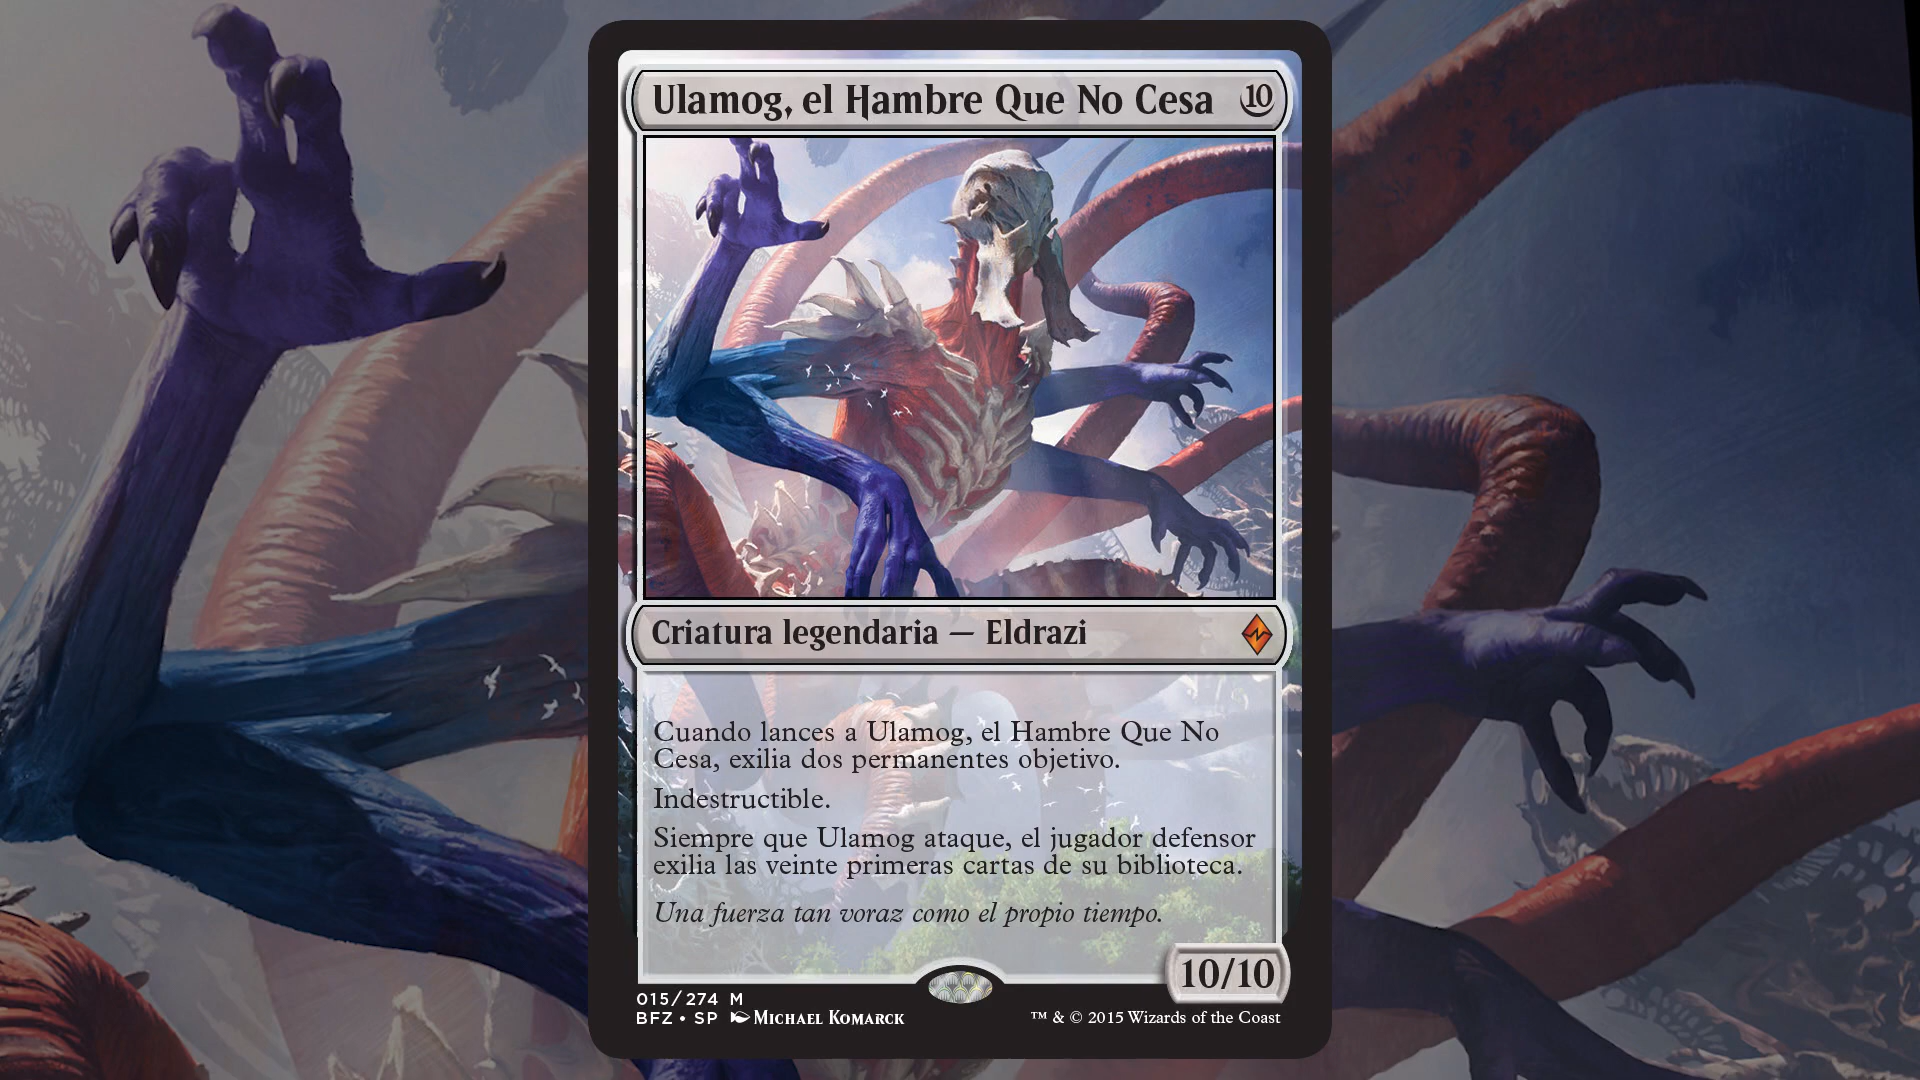 Ulamog, el Hambre Que No Cesa 10
Criatura legendaria — Eldrazi
Cuando lances a Ulamog, el Hambre Que No
Cesa, exilia dos permanentes objetivo.
Indestructible.
Siempre que Ulamog ataque, el jugador defensor
exilia las veinte primeras cartas de su biblioteca.
Una fuerza tan voraz como el propio tiempo.
10/10
015/274 M
BFZ • SP Michael Komarck
™ & © 2015 Wizards of the Coast